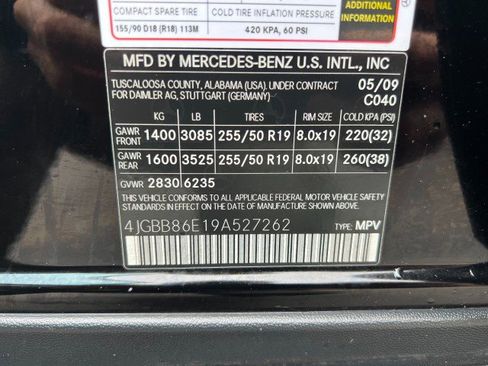 COMPACT SPARE TIRE COLD TIRE INFLATION PRESSURE
155/90 D18 (R18) 113M 420 KPA, 60 PSI
ADDITIONAL
INFORMATION
MFD BY MERCEDES-BENZ U.S. INTL., INC
TUSCALOOSA COUNTY, ALABAMA (USA), UNDER CONTRACT 05/09
FOR DAIMLER AG, STUTTGART (GERMANY) C040
KG LB TIRES RIM SIZE COLD KPA (PSI)
GAWR FRONT 1400 3085 255/50 R19 8.0x19 220(32)
GAWR REAR 1600 3525 255/50 R19 8.0x19 260(38)
GVWR 2830 6235
THIS VEHICLE CONFORMS TO ALL APPLICABLE FEDERAL MOTOR VEHICLE
SAFETY STANDARDS IN EFFECT ON THE DATE OF MANUFACTURE SHOWN ABOVE.
4JGBB86E19A527262 TYPE: MPV